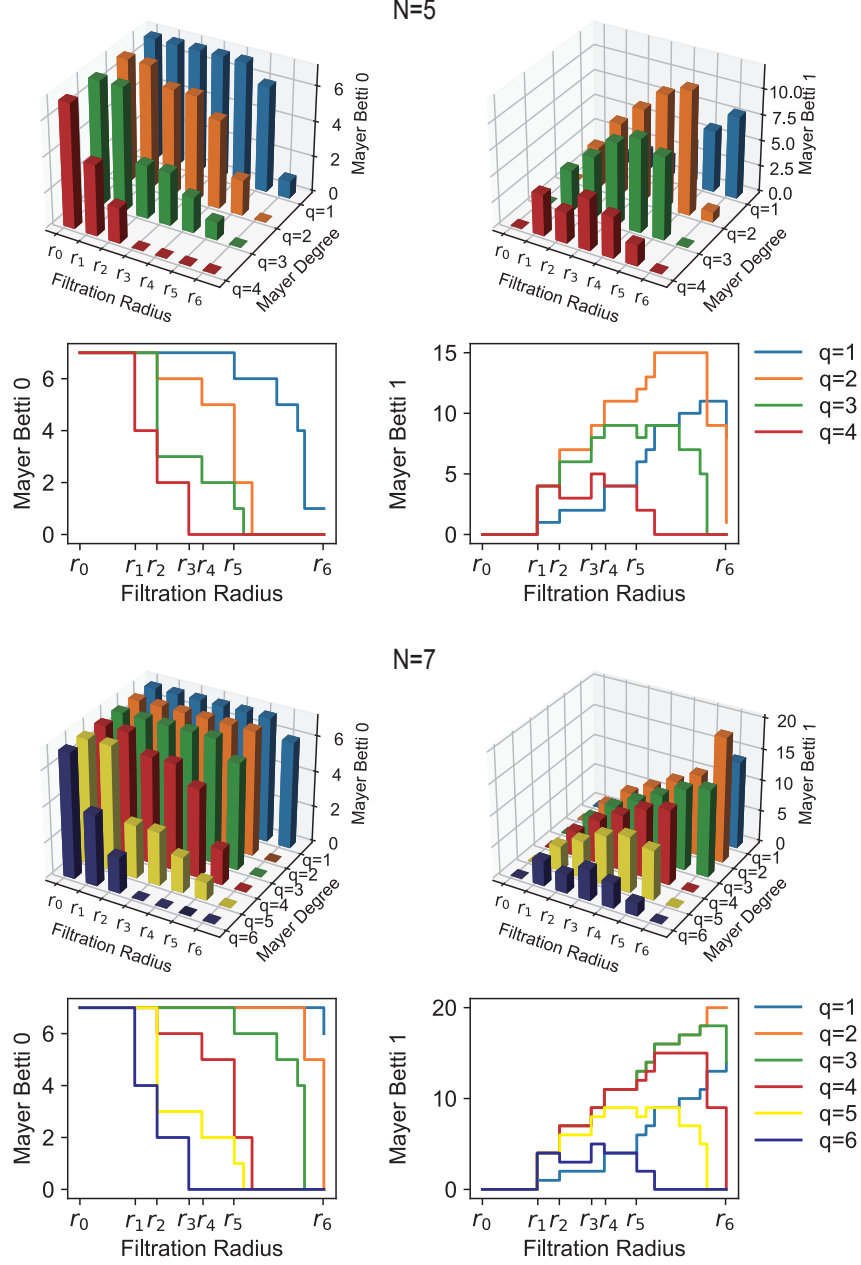 N=5
6
4
2
0
Mayer Betti 0
r0 r1 r2 r3 r4 r5 r6
Filtration Radius
q=1
q=2
q=3
q=4
Mayer Degree
10.0
7.5
5.0
2.5
0.0
Mayer Betti 1
r0 r1 r2 r3 r4 r5 r6
Filtration Radius
q=1
q=2
q=3
q=4
Mayer Degree
6
4
2
0
Mayer Betti 0
r0 r1 r2 r3 r4 r5 r6
Filtration Radius
15
10
5
0
Mayer Betti 1
r0 r1 r2 r3 r4 r5 r6
Filtration Radius
q=1
q=2
q=3
q=4
N=7
6
4
2
0
Mayer Betti 0
r0 r1 r2 r3 r4 r5 r6
Filtration Radius
q=1
q=2
q=3
q=4
q=5
q=6
Mayer Degree
20
15
10
5
0
Mayer Betti 1
r0 r1 r2 r3 r4 r5 r6
Filtration Radius
q=1
q=2
q=3
q=4
q=5
q=6
Mayer Degree
6
4
2
0
Mayer Betti 0
r0 r1 r2 r3 r4 r5 r6
Filtration Radius
20
10
0
Mayer Betti 1
r0 r1 r2 r3 r4 r5 r6
Filtration Radius
q=1
q=2
q=3
q=4
q=5
q=6